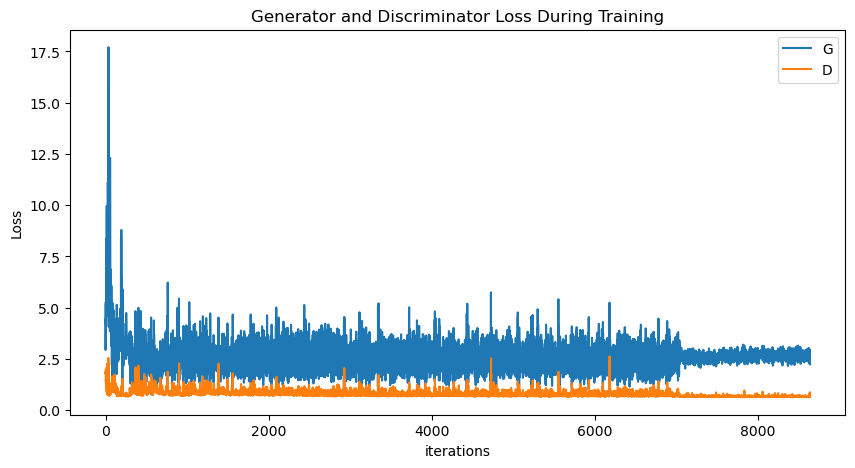 Generator and Discriminator Loss During Training
G
D
Loss
17.5
15.0
12.5
10.0
7.5
5.0
2.5
0.0
0
2000
4000
6000
8000
iterations